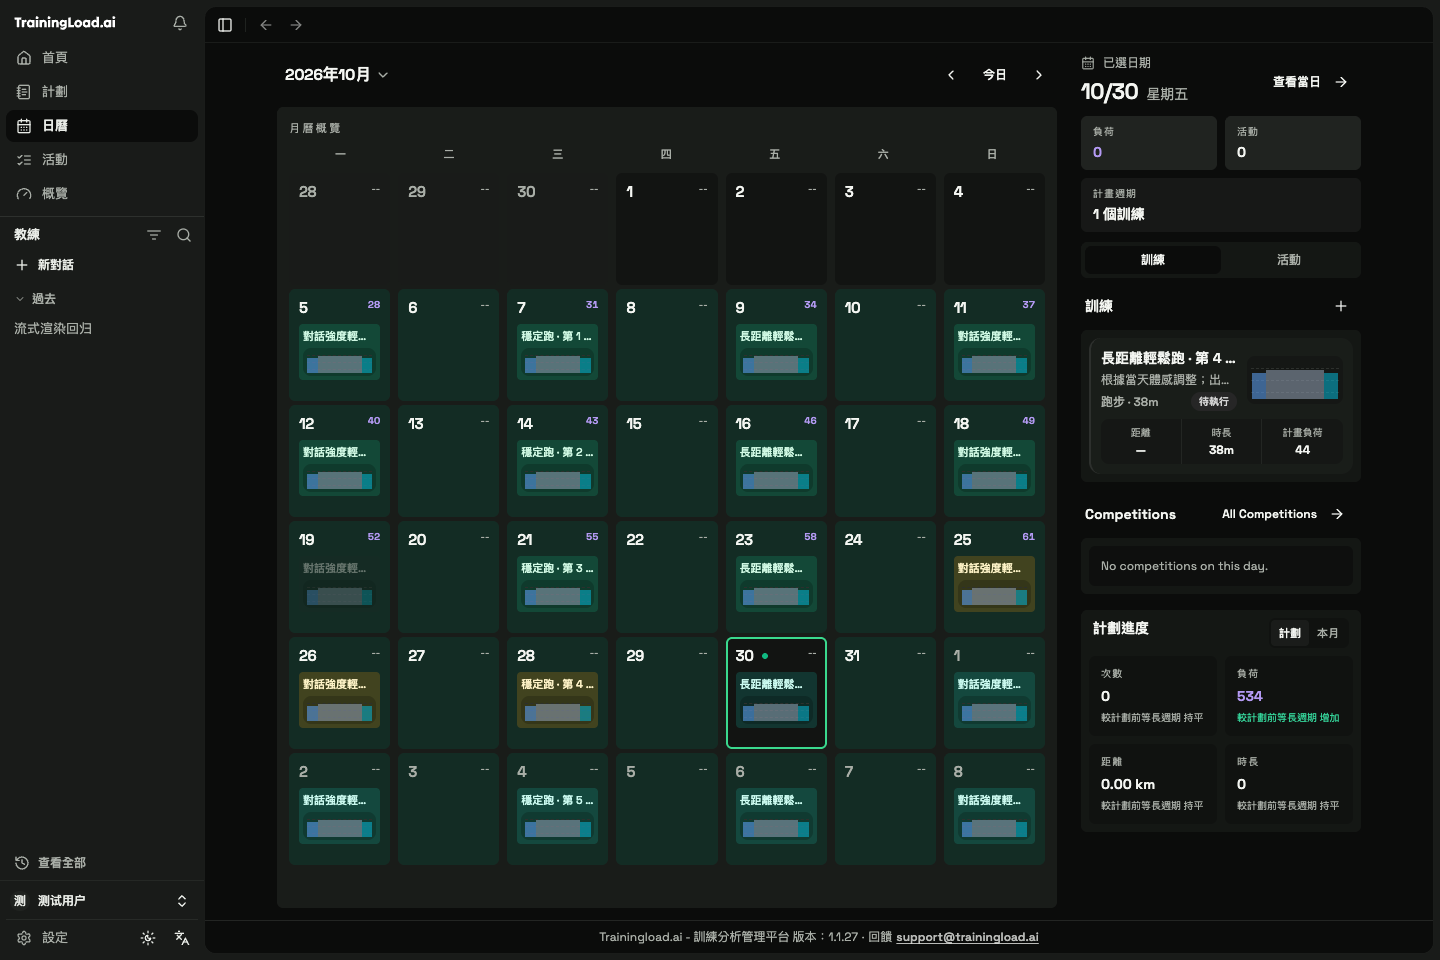 TrainingLoad.ai
首頁
計劃
日曆
活動
概覽
教練
新對話
過去
流式渲染回归
查看全部
測 测试用户
設定
2026年10月
今日
月曆概覽
一 二 三 四 五 六 日
28 -- 29 -- 30 -- 1 -- 2 -- 3 -- 4 --
5 28 6 -- 7 31 8 -- 9 34 10 -- 11 37
對話強度輕... 穩定跑 · 第 1 ... 長距離輕鬆... 對話強度輕...
12 40 13 -- 14 43 15 -- 16 46 17 -- 18 49
對話強度輕... 穩定跑 · 第 2 ... 長距離輕鬆... 對話強度輕...
19 52 20 -- 21 55 22 -- 23 58 24 -- 25 61
對話強度輕... 穩定跑 · 第 3 ... 長距離輕鬆... 對話強度輕...
26 -- 27 -- 28 -- 29 -- 30 -- 31 -- 1 --
對話強度輕... 穩定跑 · 第 4 ... 長距離輕鬆... 對話強度輕...
2 -- 3 -- 4 -- 5 -- 6 -- 7 -- 8 --
對話強度輕... 穩定跑 · 第 5 ... 長距離輕鬆... 對話強度輕...
已選日期
10/30 星期五
查看當日
負荷
0
活動
0
計畫週期
1 個訓練
訓練 活動
訓練
長距離輕鬆跑 · 第 4 ...
根據當天體感調整；出...
跑步 · 38m 待執行
距離 時長 計畫負荷
— 38m 44
Competitions All Competitions
No competitions on this day.
計劃進度 計劃 本月
次數
0
較計劃前等長週期 持平
負荷
534
較計劃前等長週期 增加
距離
0.00 km
較計劃前等長週期 持平
時長
0
較計劃前等長週期 持平
Trainingload.ai - 訓練分析管理平台 版本：1.1.27 · 回饋 support@trainingload.ai